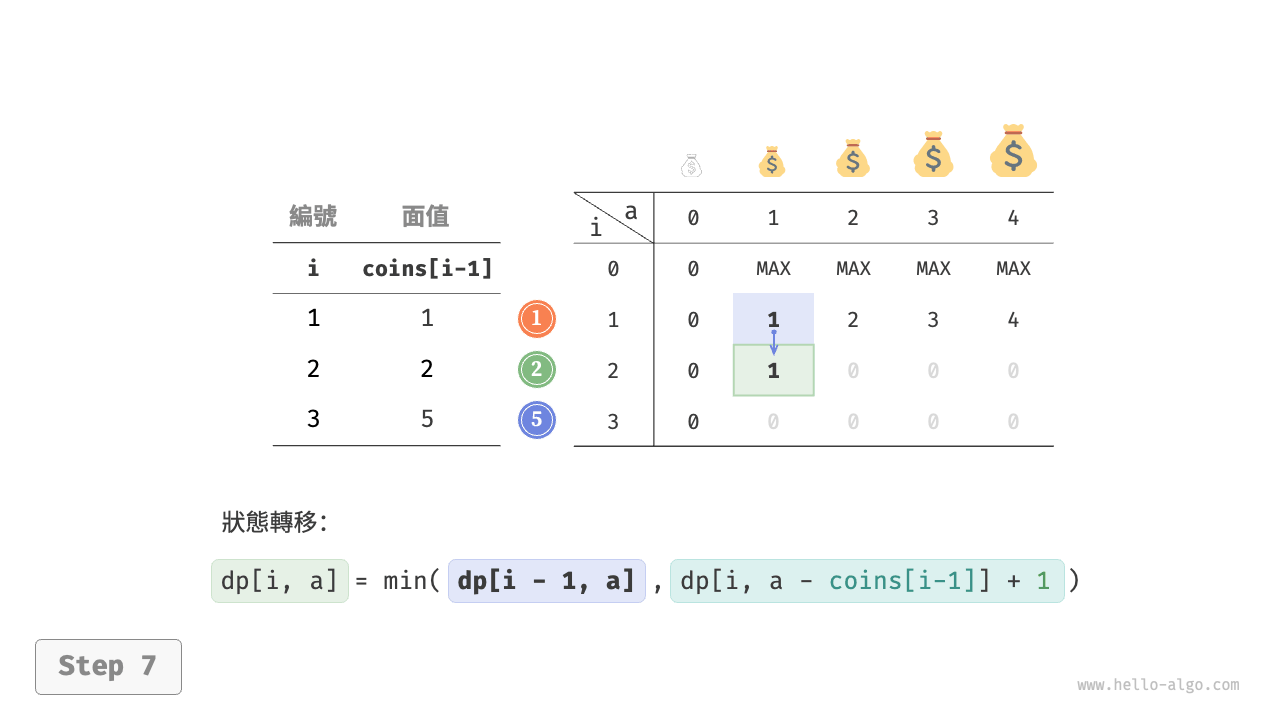 $ $ $ $ $
編號 面值
i coins[i-1]
1 1
2 2
3 5
1
2
5
i a 0 1 2 3 4
0 0 MAX MAX MAX MAX
1 0 1 2 3 4
2 0 1 0 0 0
3 0 0 0 0 0
狀態轉移：
dp[i, a] = min( dp[i - 1, a] , dp[i, a - coins[i-1]] + 1 )
Step 7
www.hello-algo.com